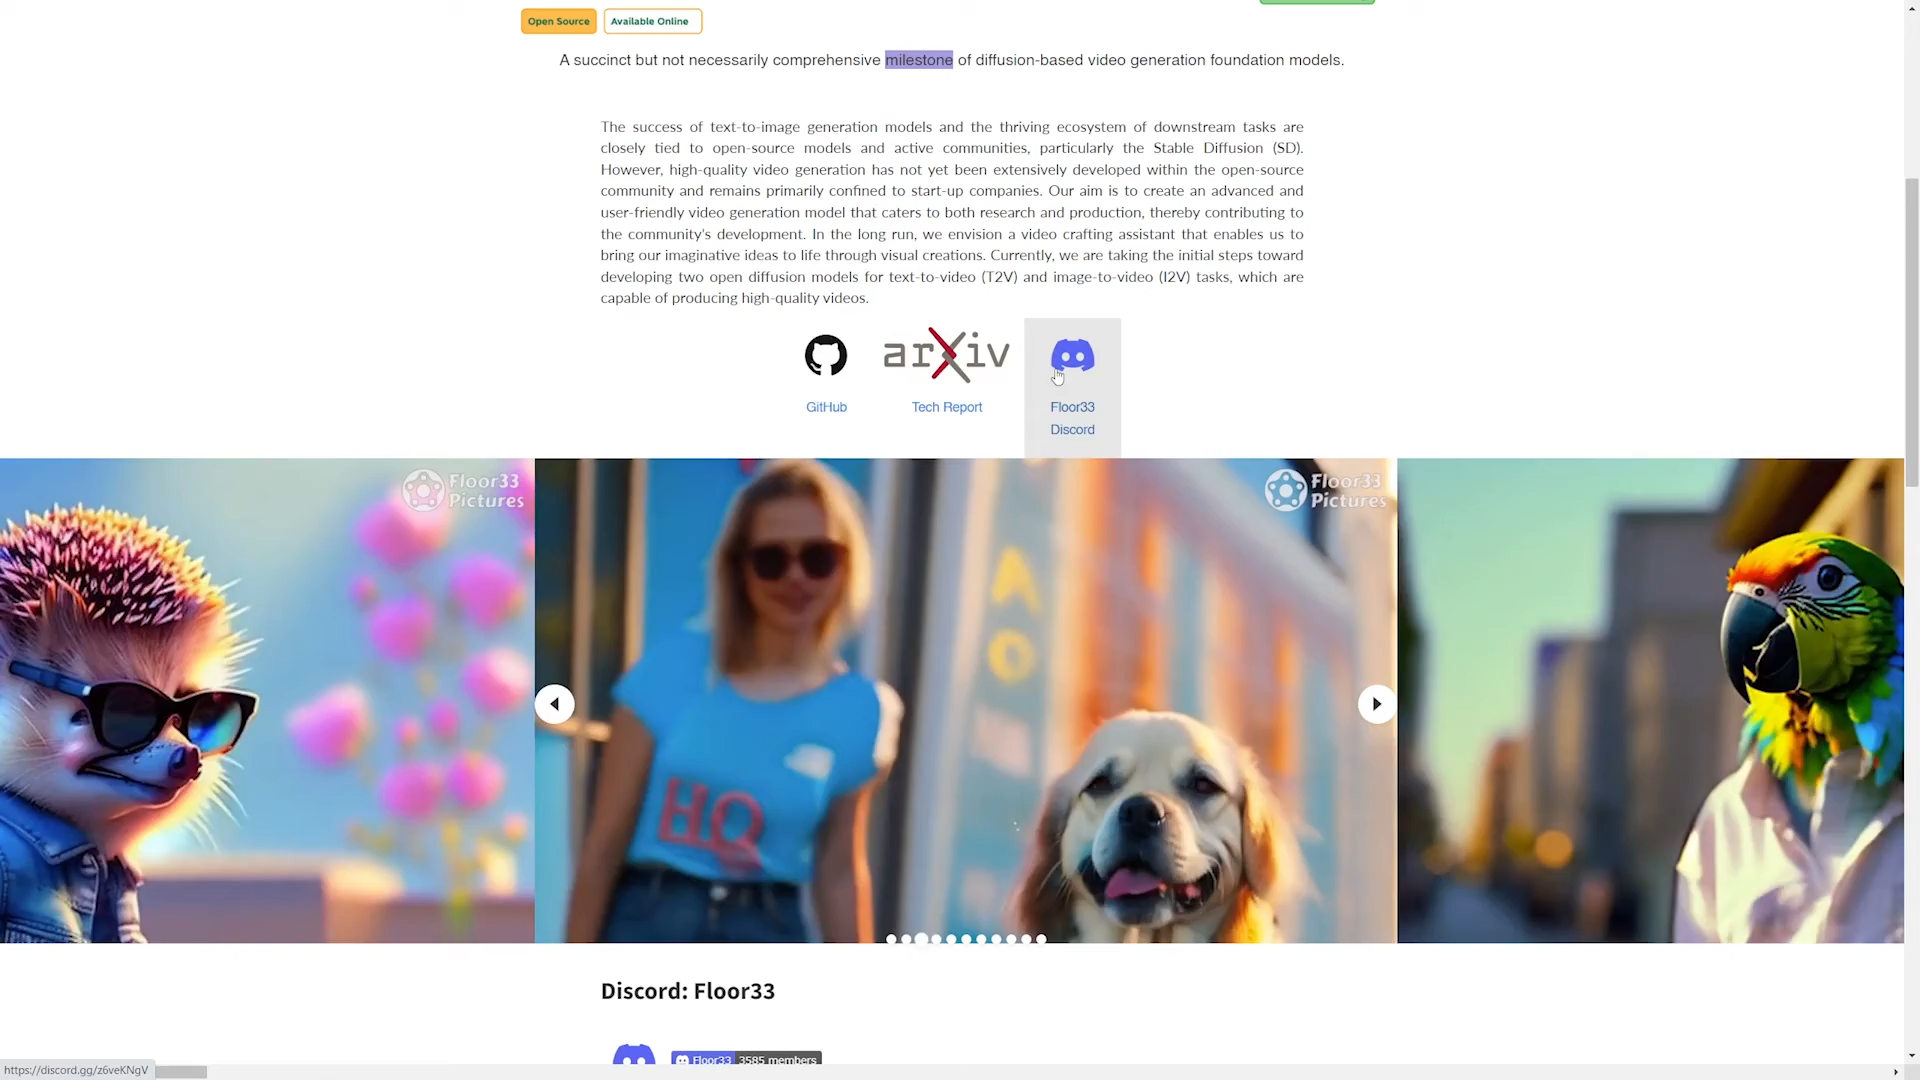 Open Source
Available Online
A succinct but not necessarily comprehensive milestone of diffusion-based video generation foundation models.
The success of text-to-image generation models and the thriving ecosystem of downstream tasks are
closely tied to open-source models and active communities, particularly the Stable Diffusion (SD).
However, high-quality video generation has not yet been extensively developed within the open-source
community and remains primarily confined to start-up companies. Our aim is to create an advanced and
user-friendly video generation model that caters to both research and production, thereby contributing to
the community's development. In the long run, we envision a video crafting assistant that enables us to
bring our imaginative ideas to life through visual creations. Currently, we are taking the initial steps toward
developing two open diffusion models for text-to-video (T2V) and image-to-video (I2V) tasks, which are
capable of producing high-quality videos.
arXiv
GitHub
Tech Report
Floor33
Discord
Floor33
Pictures
Floor33
Pictures
AO
HQ
Discord: Floor33
Floor33 3585 members
https://discord.gg/z6veKNgV